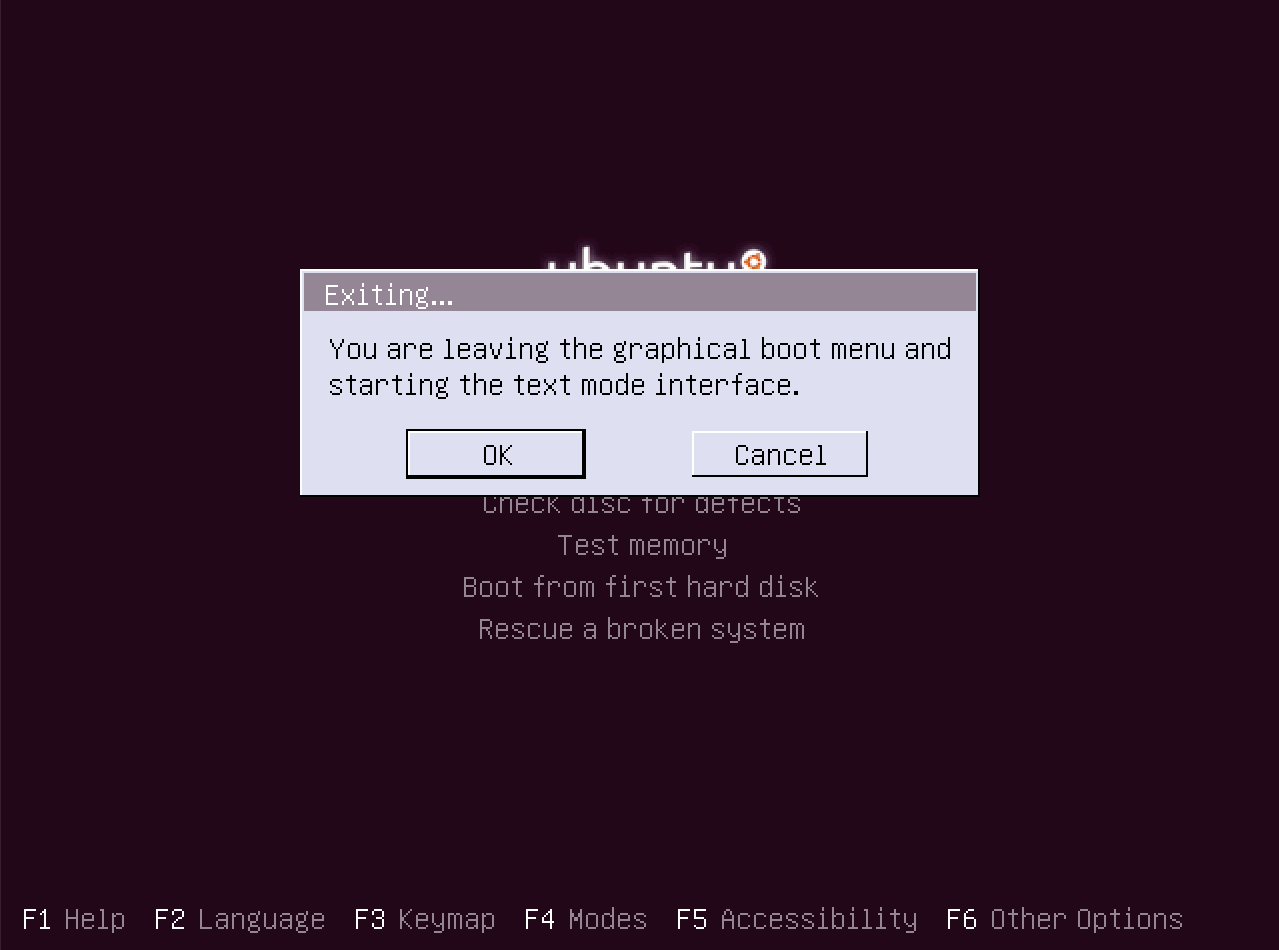 ubuntu
Exiting...
You are leaving the graphical boot menu and
starting the text mode interface.
OK Cancel
Check disc for defects
Test memory
Boot from first hard disk
Rescue a broken system
F1 Help F2 Language F3 Keymap F4 Modes F5 Accessibility F6 Other Options